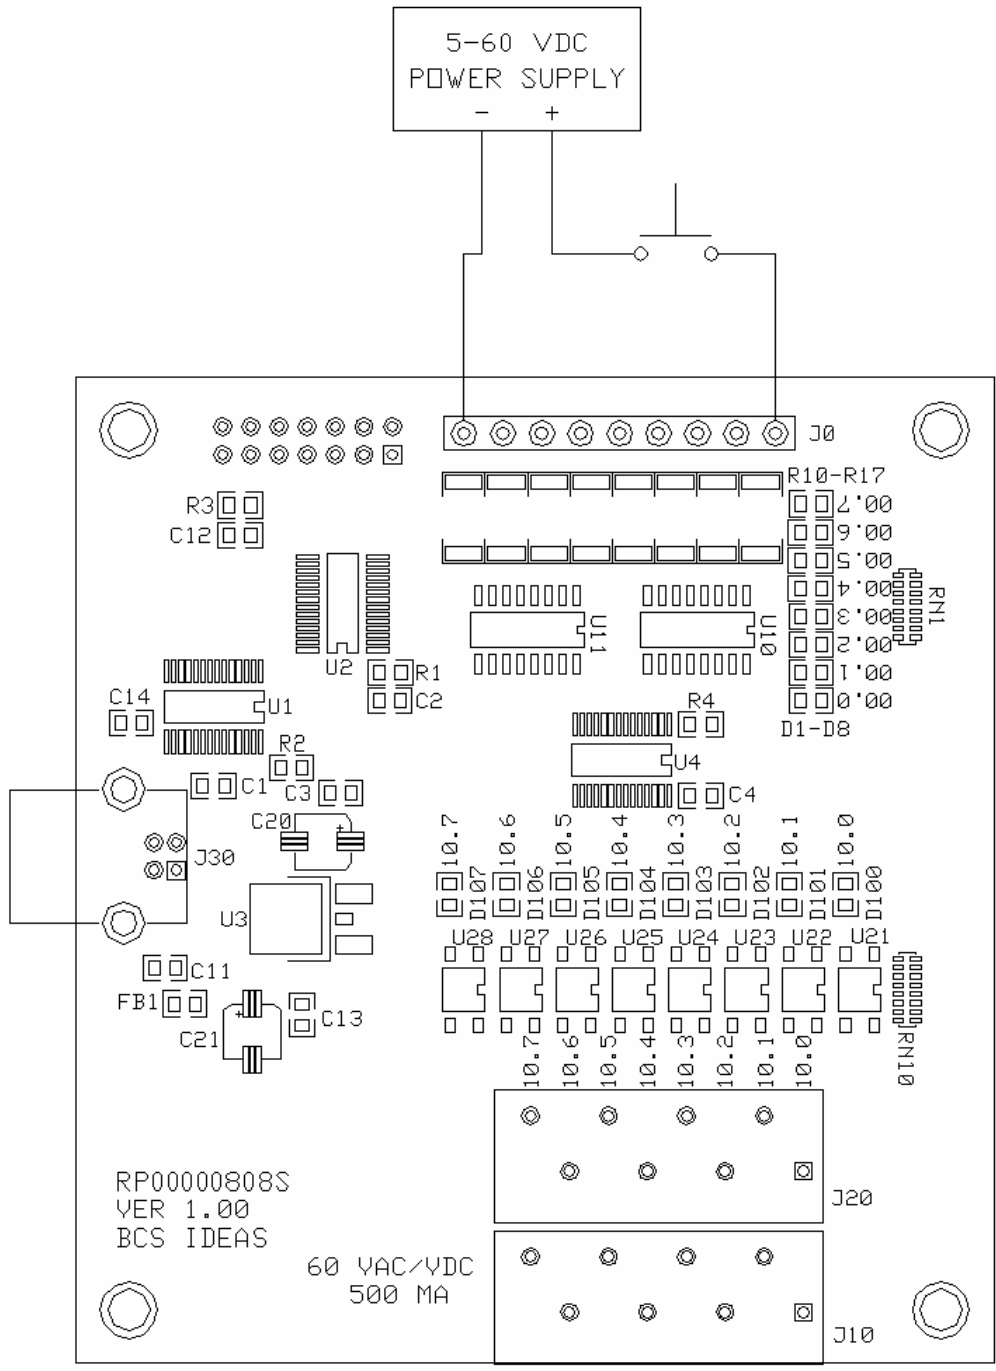 5-60 VDC
POWER SUPPLY
- +
J0
R10-R17
R3
00.7
C12
00.6
00.5
00.4
RN1
00.3
U11
U10
00.2
U2
R1
00.1
C2
00.0
C14
U1
R4
D1-D8
R2
U4
C1
C3
C4
C20
10.7 10.6 10.5 10.4 10.3 10.2 10.1 10.0
J30
D107 D106 D105 D104 D103 D102 D101 D100
U3
U28 U27 U26 U25 U24 U23 U22 U21
C11
FB1
C13
C21
RN10
10.7 10.6 10.5 10.4 10.3 10.2 10.1 10.0
RP00000808S
VER 1.00
BCS IDEAS
J20
60 VAC/VDC
500 MA
J10